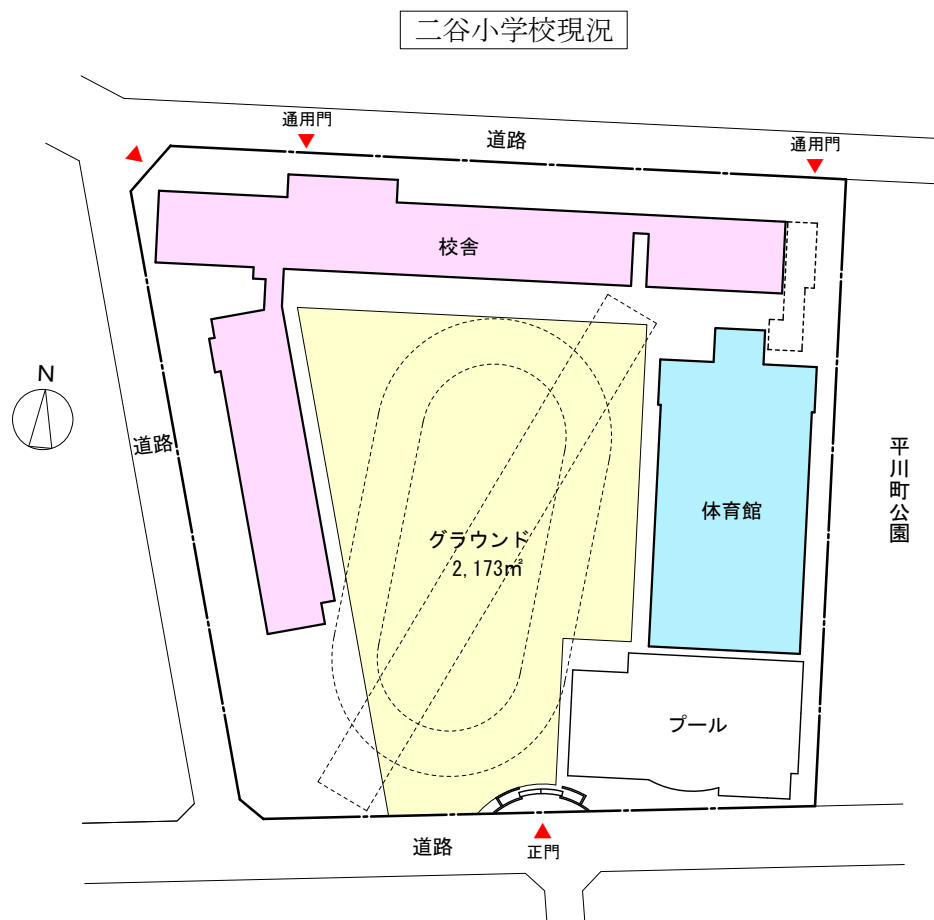 二谷小学校現況
通用門
道路
通用門
校舎
N
道路
平川町公園
体育館
グラウンド
2,173㎡
プール
道路
正門